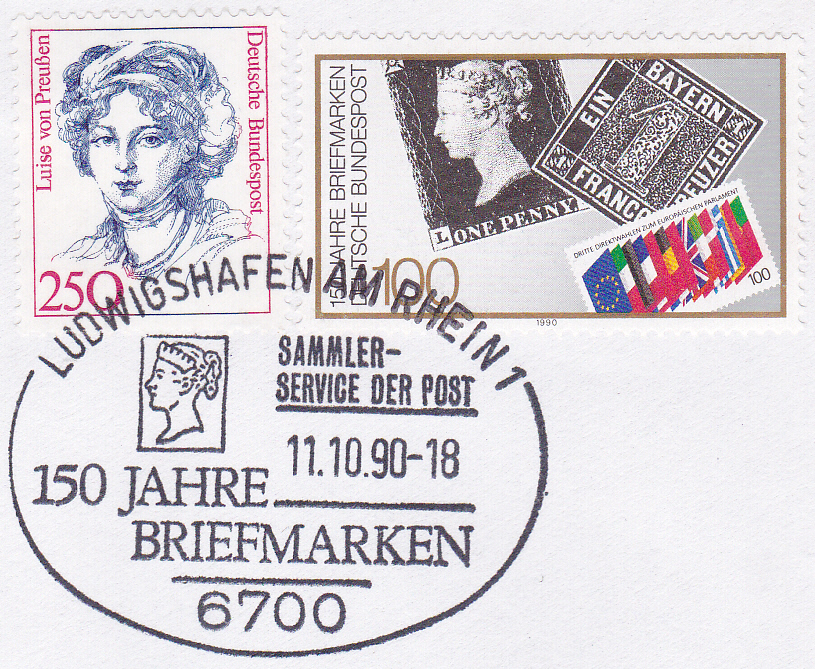 Luise von Preußen
Deutsche Bundespost
250
150 JAHRE BRIEFMARKEN
DEUTSCHE BUNDESPOST
100
L ONE PENNY
BAYERN
EIN
1
FRANCO
DRITTE DIREKTWAHLEN ZUM EUROPÄISCHEN PARLAMENT
100
1990
LUDWIGSHAFEN AM RHEIN 1
SAMMLER-
SERVICE DER POST
11.10.90-18
150 JAHRE
BRIEFMARKEN
6700